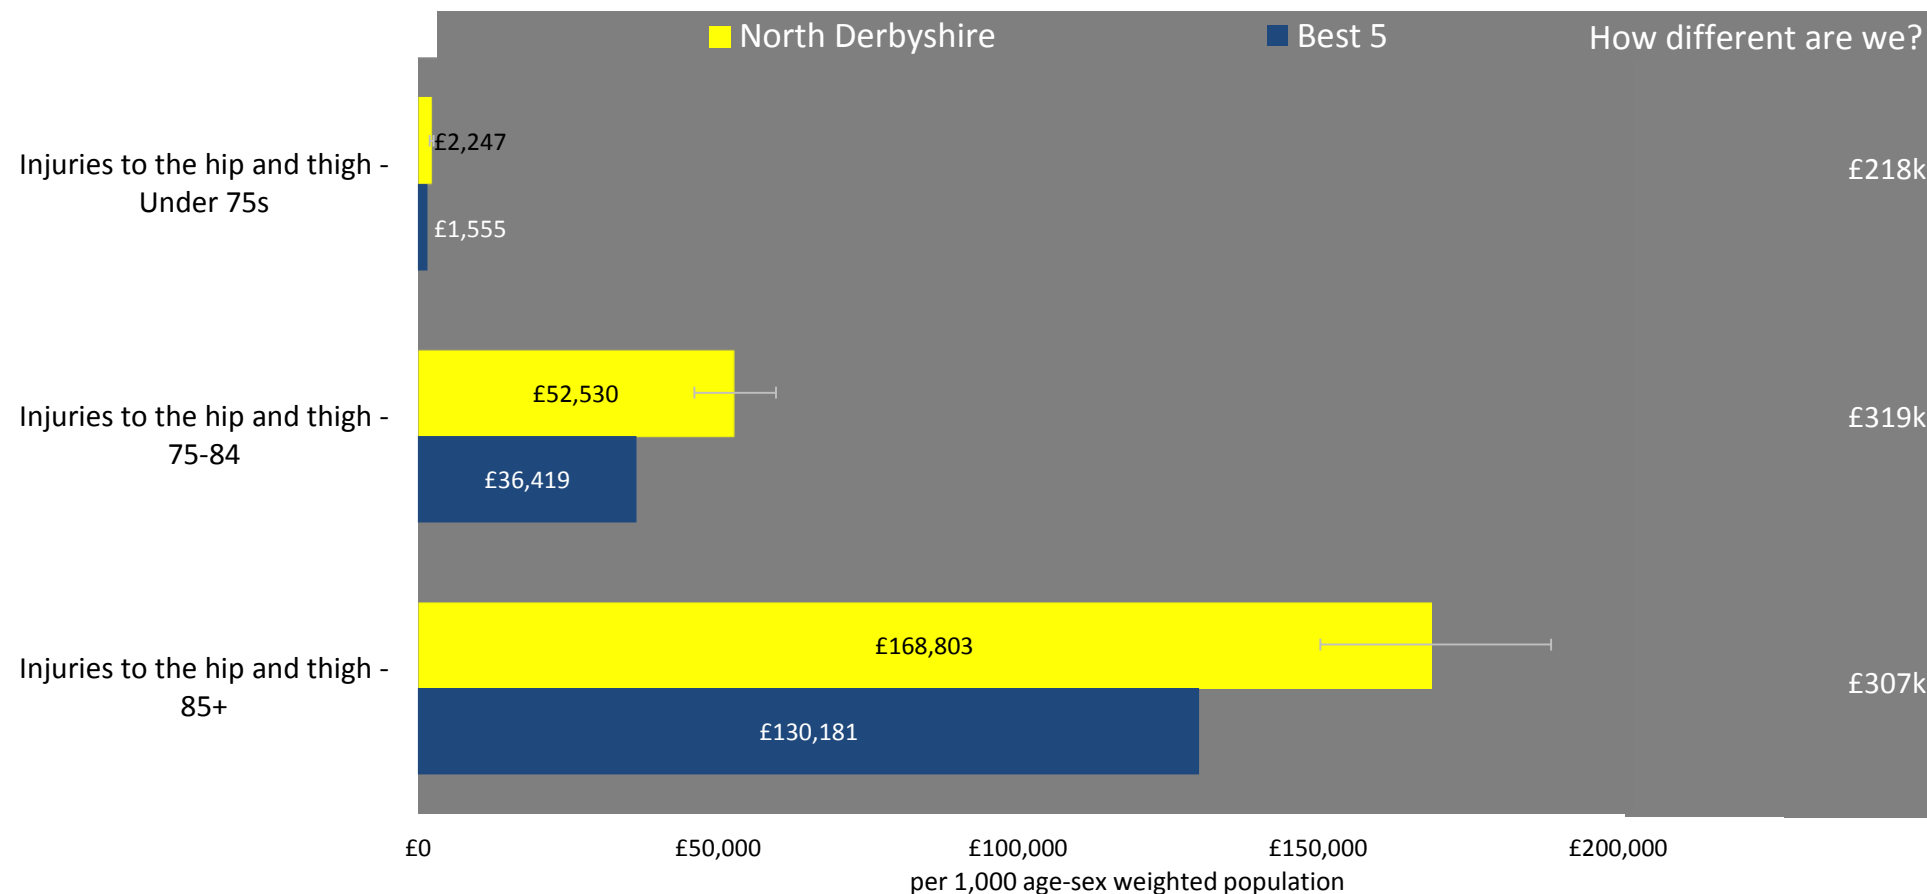 North Derbyshire
Best 5
How different are we?
Injuries to the hip and thigh -
Under 75s
£2,247
£1,555
£218k
Injuries to the hip and thigh -
75-84
£52,530
£36,419
£319k
Injuries to the hip and thigh -
85+
£168,803
£130,181
£307k
£0
£50,000
£100,000
£150,000
£200,000
per 1,000 age-sex weighted population